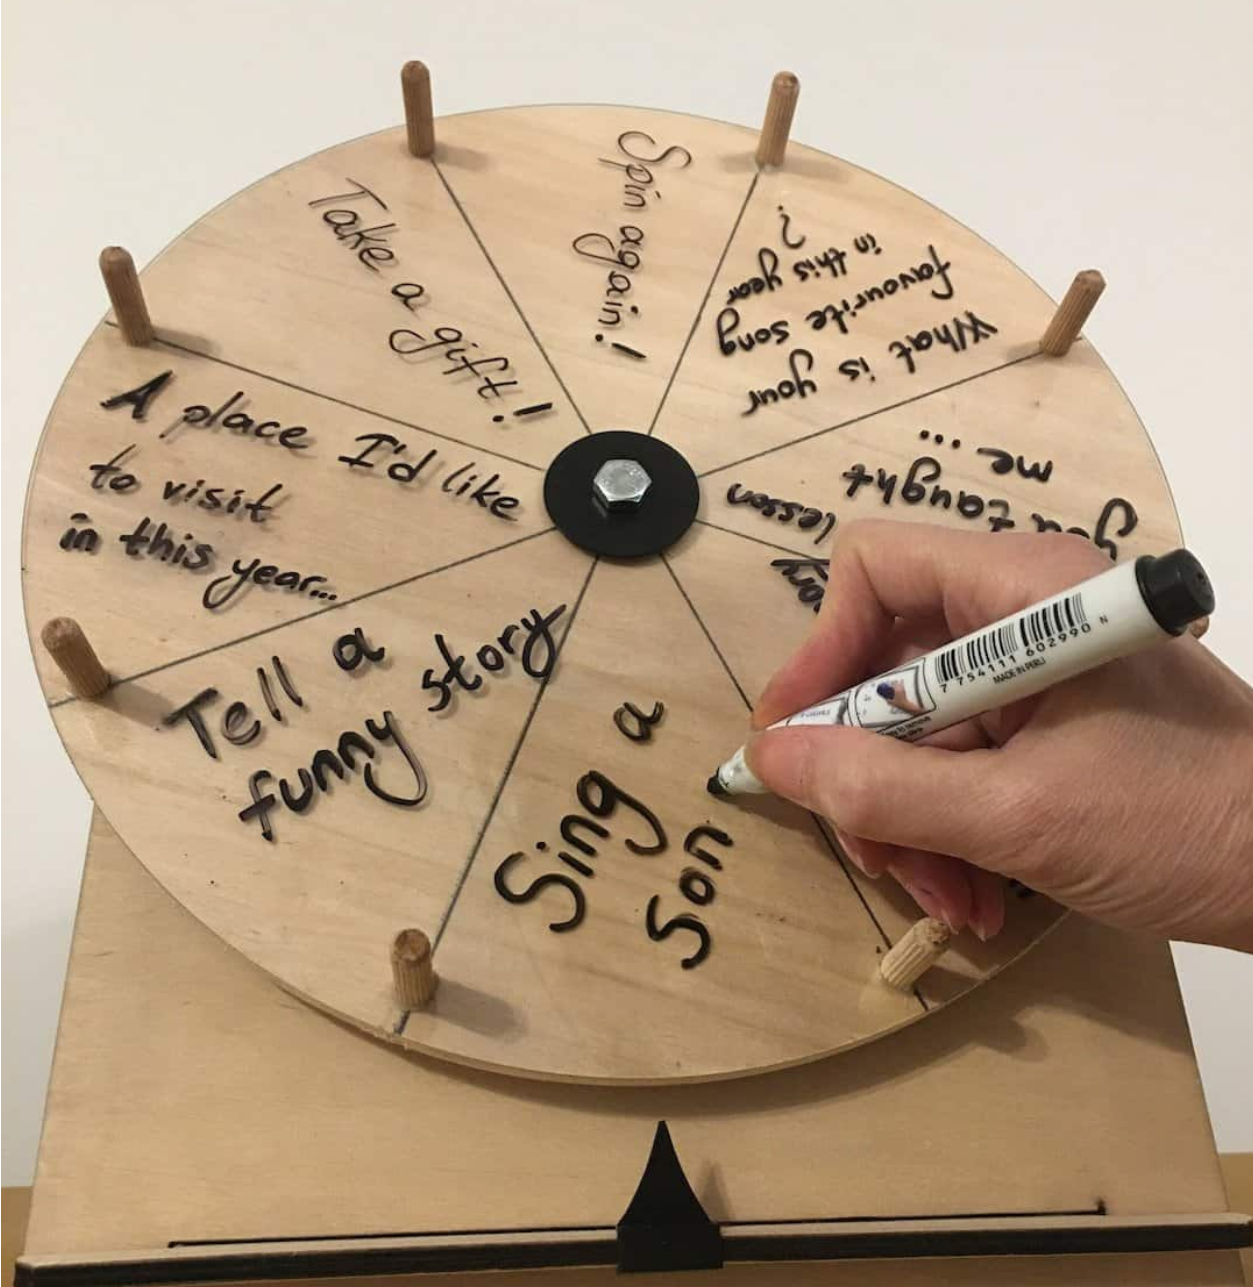 Spin again!
What is your
favourite song
in this year
?
you taught
me ...
lesson
Sing a
Son
Tell a
funny story
A place I'd like
to visit
in this year...
Take a gift!
7 754111 602990
N
MADE IN PERU